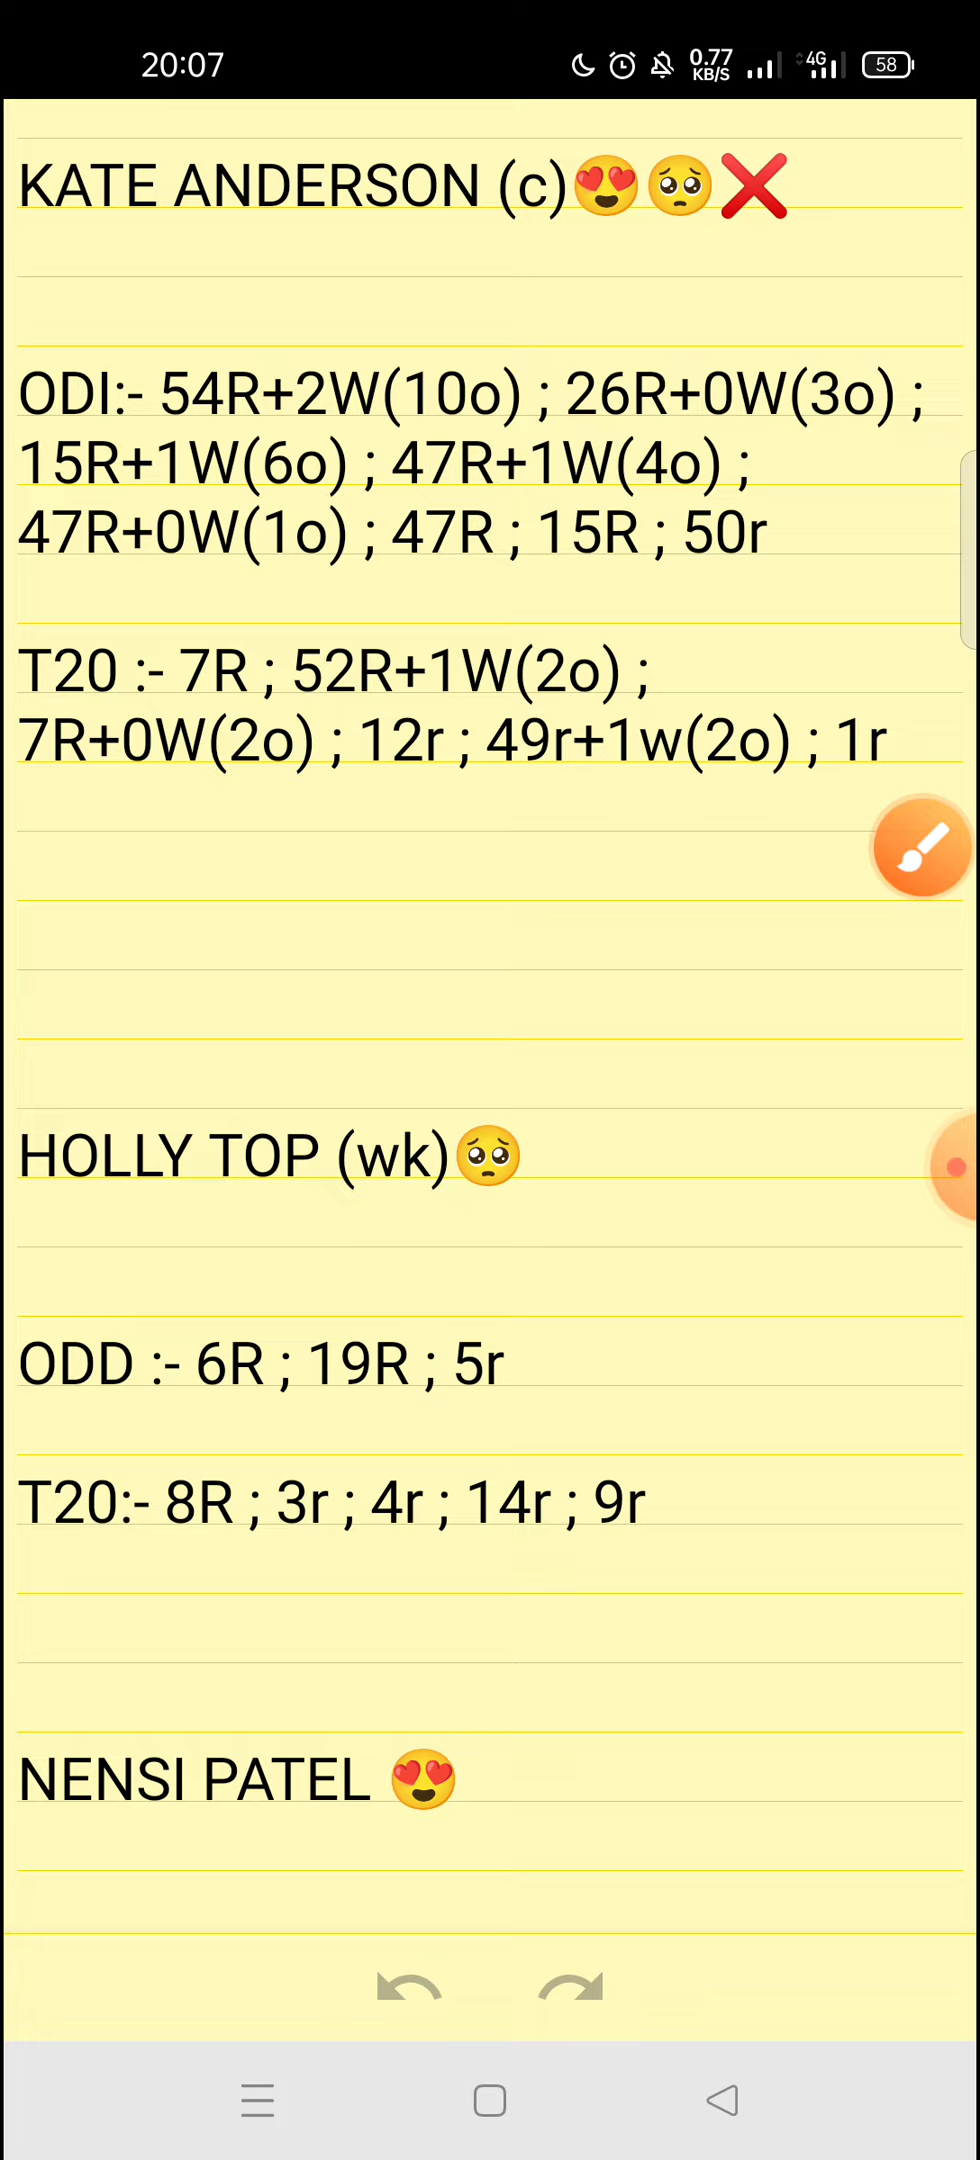 20:07
0.77
KB/S
4G
58
KATE ANDERSON (c)😍🥺❌
ODI:- 54R+2W(10o) ; 26R+0W(3o) ;
15R+1W(6o) ; 47R+1W(4o) ;
47R+0W(1o) ; 47R ; 15R ; 50r
T20 :- 7R ; 52R+1W(2o) ;
7R+0W(2o) ; 12r ; 49r+1w(2o) ; 1r
HOLLY TOP (wk)🥺
ODD :- 6R ; 19R ; 5r
T20:- 8R ; 3r ; 4r ; 14r ; 9r
NENSI PATEL 😍